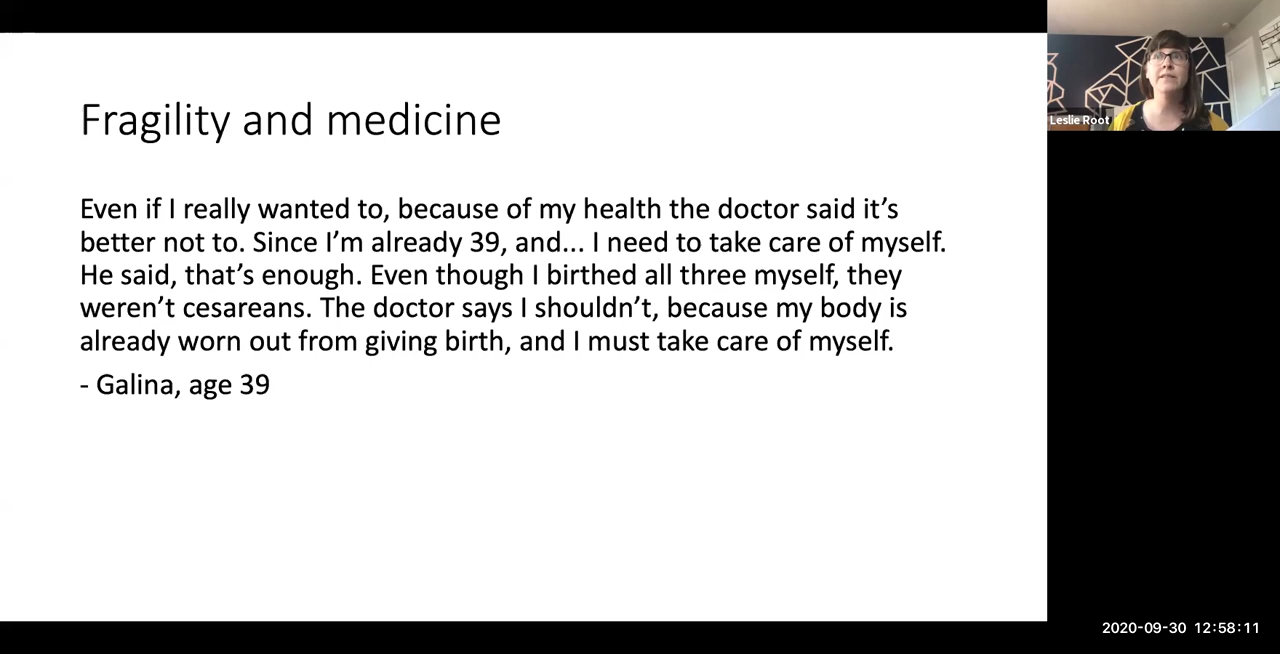 Fragility and medicine
Even if I really wanted to, because of my health the doctor said it’s
better not to. Since I’m already 39, and... I need to take care of myself.
He said, that’s enough. Even though I birthed all three myself, they
weren’t cesareans. The doctor says I shouldn’t, because my body is
already worn out from giving birth, and I must take care of myself.
- Galina, age 39
Leslie Root
2020-09-30 12:58:11